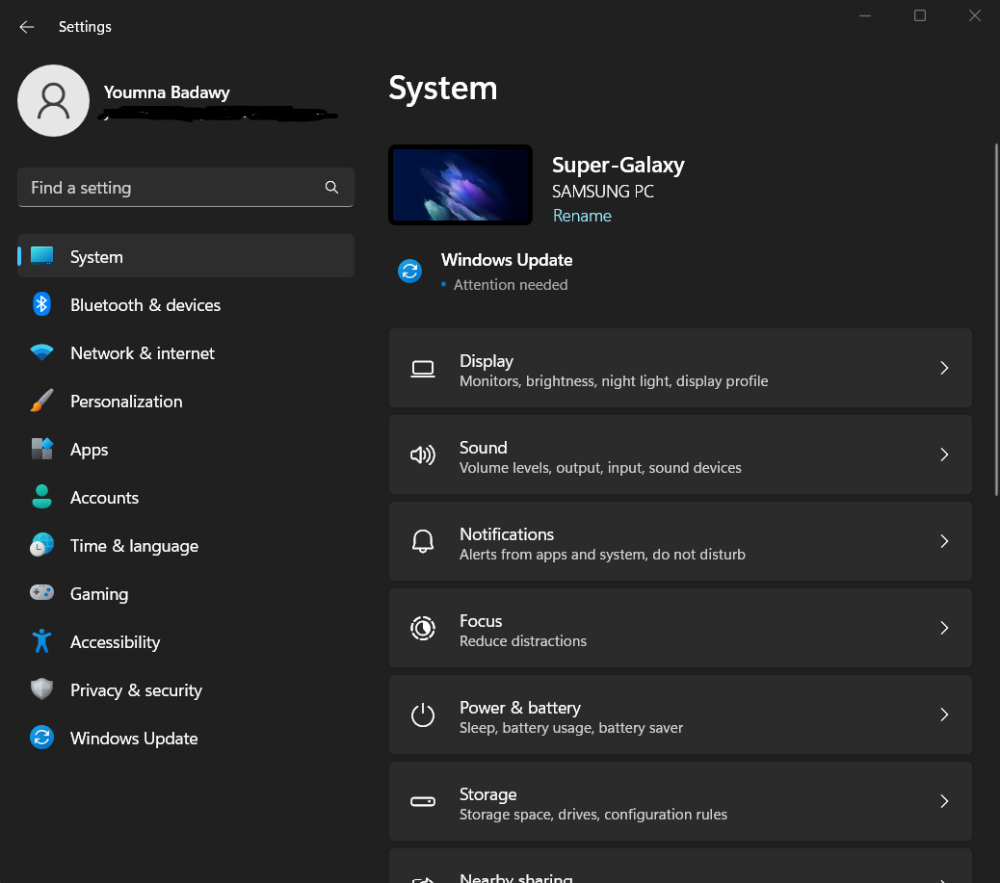 Settings
Youmna Badawy
Find a setting
System
Bluetooth & devices
Network & internet
Personalization
Apps
Accounts
Time & language
Gaming
Accessibility
Privacy & security
Windows Update
System
Super-Galaxy
SAMSUNG PC
Rename
Windows Update
Attention needed
Display
Monitors, brightness, night light, display profile
Sound
Volume levels, output, input, sound devices
Notifications
Alerts from apps and system, do not disturb
Focus
Reduce distractions
Power & battery
Sleep, battery usage, battery saver
Storage
Storage space, drives, configuration rules
Nearby sharing